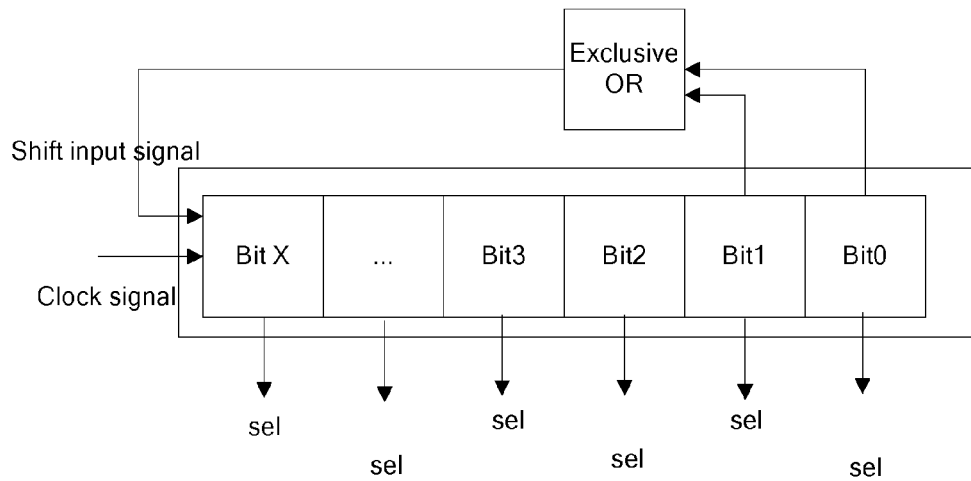 Exclusive
OR
Shift input signal
Bit X
...
Bit3
Bit2
Bit1
Bit0
Clock signal
sel
sel
sel
sel
sel
sel